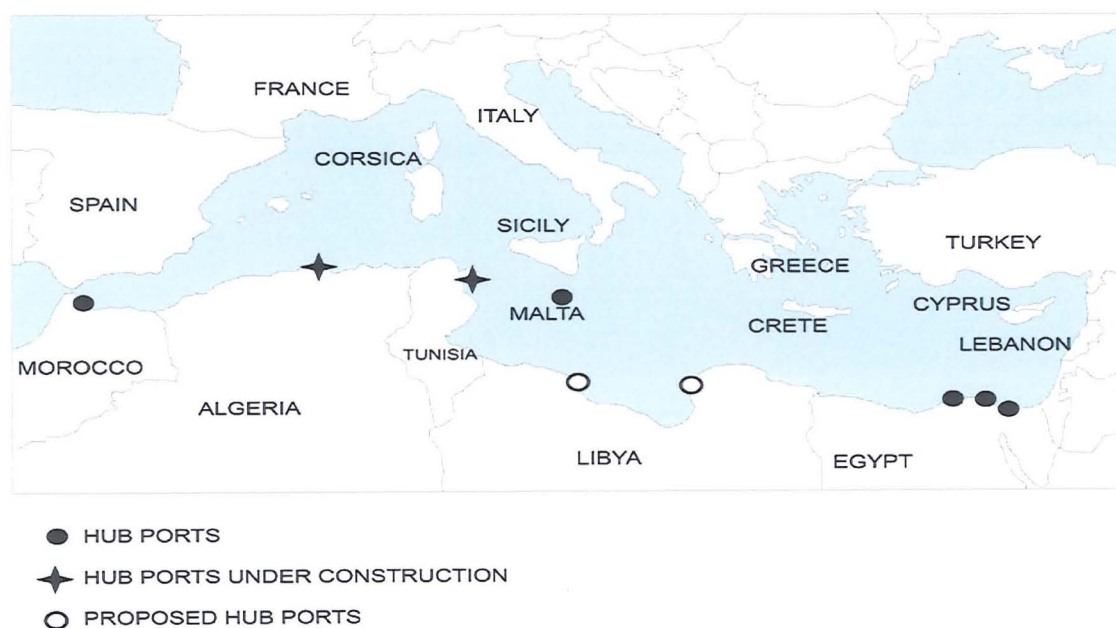 FRANCE
ITALY
CORSICA
SPAIN
SICILY
TURKEY
GREECE
CYPRUS
MALTA
CRETE
LEBANON
TUNISIA
MOROCCO
ALGERIA
LIBYA
EGYPT
HUB PORTS
HUB PORTS UNDER CONSTRUCTION
PROPOSED HUB PORTS